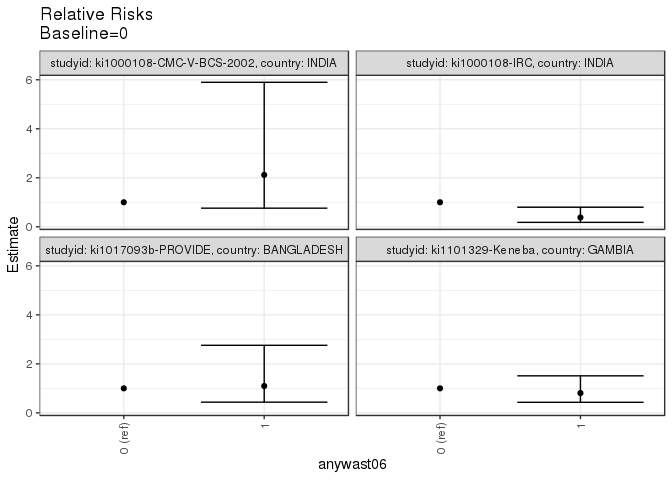 Relative Risks
Baseline=0
studyid: ki1000108-CMC-V-BCS-2002, country: INDIA
studyid: ki1000108-IRC, country: INDIA
6
4
2
0
studyid: ki1017093b-PROVIDE, country: BANGLADESH
studyid: ki1101329-Keneba, country: GAMBIA
6
4
2
0
Estimate
0 (ref)
1
0 (ref)
1
anywast06